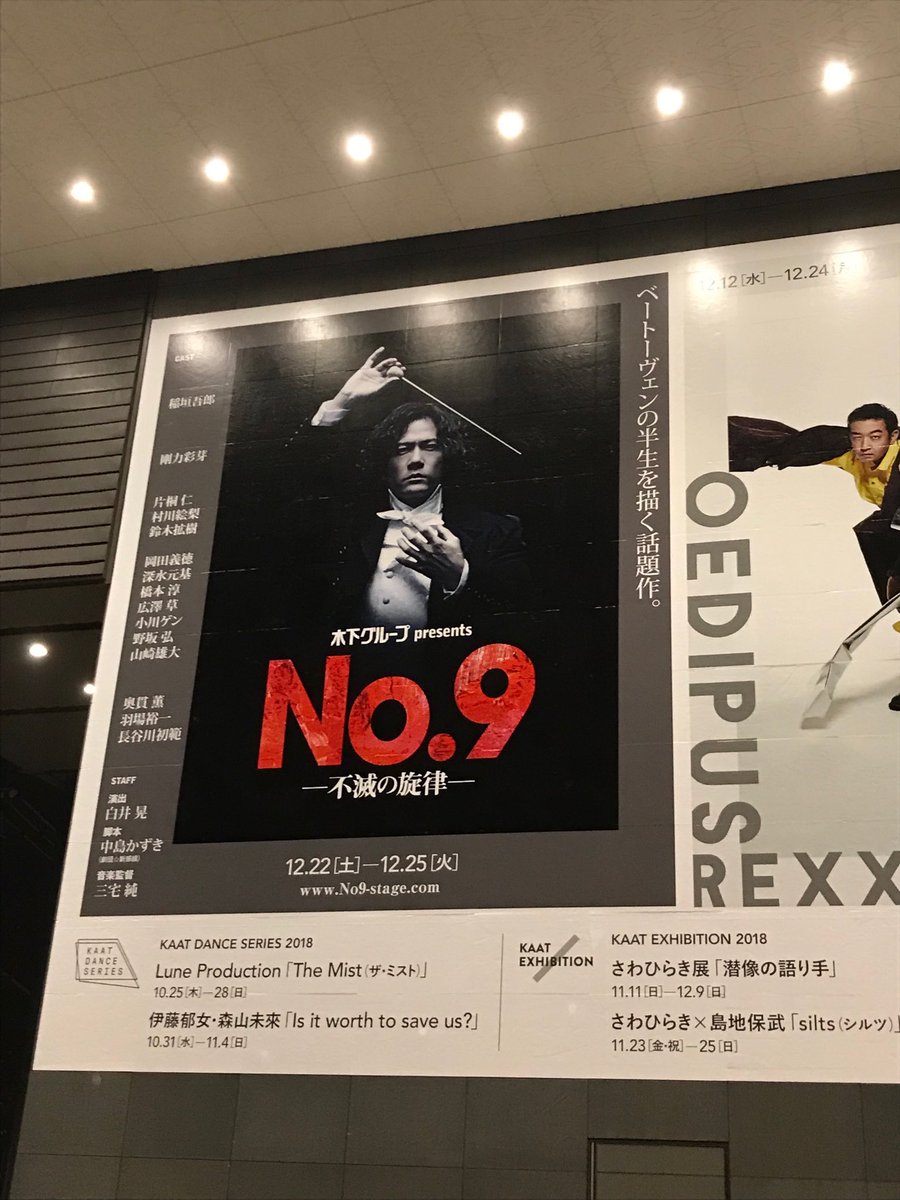 CAST
稲垣吾郎
剛力彩芽
片桐 仁
村川絵梨
鈴木拡樹
岡田義徳
深水元基
橋本 淳
広澤 草
小川ゲン
野坂 弘
山崎雄大
奥貫 薫
羽場裕一
長谷川初範
STAFF
演出
白井 晃
脚本
中島かずき
(劇団☆新感線)
音楽監督
三宅 純
ベートーヴェンの半生を描く話題作。
木下グループ presents
No.9
―不滅の旋律―
12.22[土]―12.25[火]
www.No9-stage.com
12.12[水]―12.24[月
OEDIPUS
REXX
KAAT
DANCE
SERIES
KAAT DANCE SERIES 2018
Lune Production「The Mist(ザ・ミスト)」
10.25[木]―28[日]
伊藤郁女・森山未來「Is it worth to save us?」
10.31[水]―11.4[日]
KAAT
EXHIBITION
KAAT EXHIBITION 2018
さわひらき展「潜像の語り手」
11.11(日)―12.9(日)
さわひらき×島地保武「silts(シルツ)」
11.23[金・祝]―25[日]